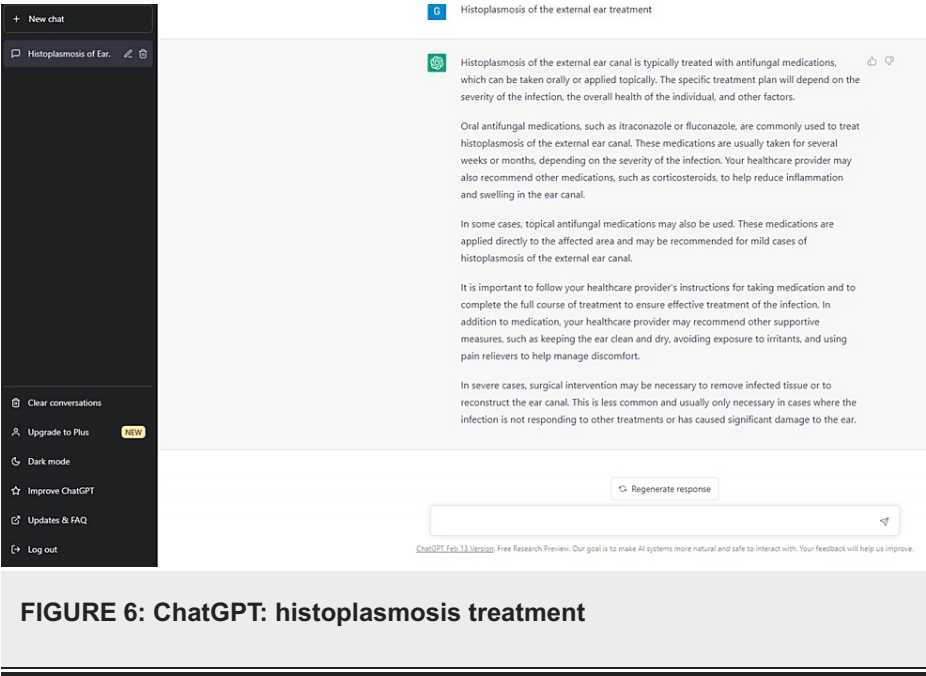 + New chat
Histoplasmosis of Ear.
Clear conversations
Upgrade to Plus NEW
Dark mode
Improve ChatGPT
Updates & FAQ
Log out
G Histoplasmosis of the external ear treatment
Histoplasmosis of the external ear canal is typically treated with antifungal medications,
which can be taken orally or applied topically. The specific treatment plan will depend on the
severity of the infection, the overall health of the individual, and other factors.
Oral antifungal medications, such as itraconazole or fluconazole, are commonly used to treat
histoplasmosis of the external ear canal. These medications are usually taken for several
weeks or months, depending on the severity of the infection. Your healthcare provider may
also recommend other medications, such as corticosteroids, to help reduce inflammation
and swelling in the ear canal.
In some cases, topical antifungal medications may also be used. These medications are
applied directly to the affected area and may be recommended for mild cases of
histoplasmosis of the external ear canal.
It is important to follow your healthcare provider's instructions for taking medication and to
complete the full course of treatment to ensure effective treatment of the infection. In
addition to medication, your healthcare provider may recommend other supportive
measures, such as keeping the ear clean and dry, avoiding exposure to irritants, and using
pain relievers to help manage discomfort.
In severe cases, surgical intervention may be necessary to remove infected tissue or to
reconstruct the ear canal. This is less common and usually only necessary in cases where the
infection is not responding to other treatments or has caused significant damage to the ear.
Regenerate response
ChatGPT Feb 13 Version. Free Research Preview. Our goal is to make AI systems more natural and safe to interact with. Your feedback will help us improve.
FIGURE 6: ChatGPT: histoplasmosis treatment